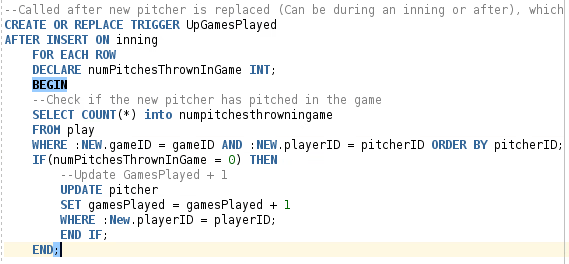 --Called after new pitcher is replaced (Can be during an inning or after), which
CREATE OR REPLACE TRIGGER UpGamesPlayed
AFTER INSERT ON inning
    FOR EACH ROW
    DECLARE numPitchesThrownInGame INT;
    BEGIN
    --Check if the new pitcher has pitched in the game
    SELECT COUNT(*) into numpitchesthrowningame
    FROM play
    WHERE :NEW.gameID = gameID AND :NEW.playerID = pitcherID ORDER BY pitcherID;
    IF(numPitchesThrownInGame = 0) THEN
        --Update GamesPlayed + 1
        UPDATE pitcher
        SET gamesPlayed = gamesPlayed + 1
        WHERE :New.playerID = playerID;
        END IF;
    END;